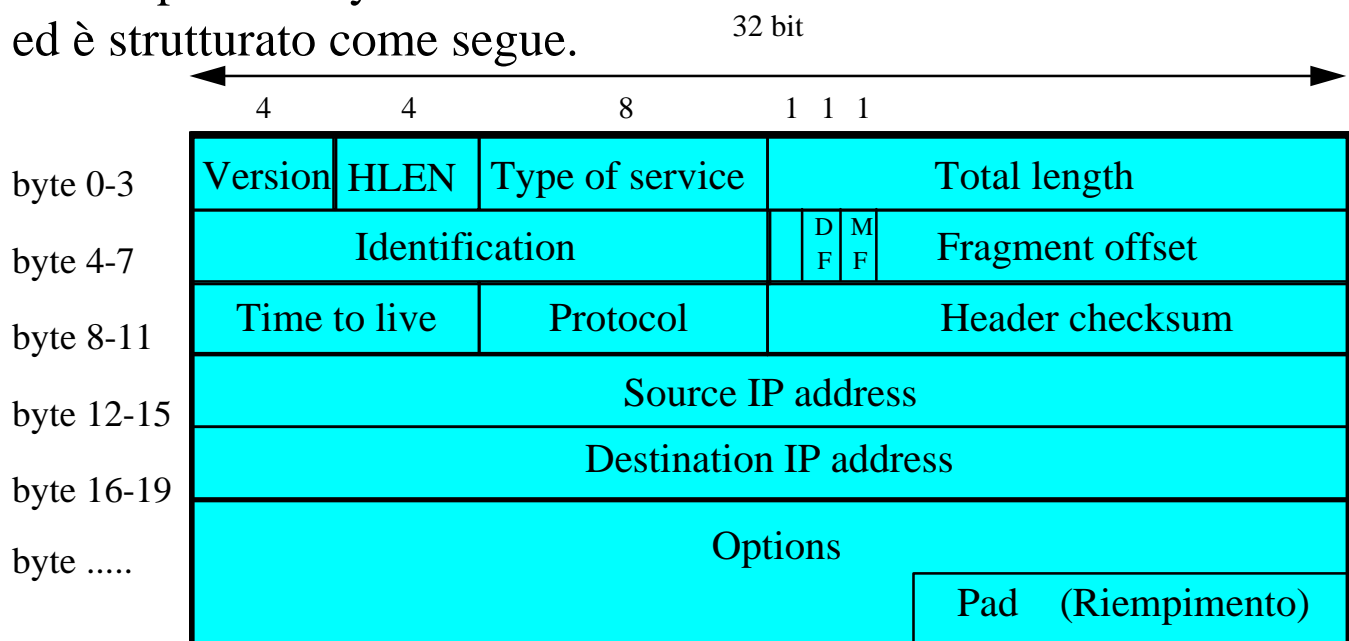 ed è strutturato come segue.
32 bit
4 4 8 1 1 1
byte 0-3 Version HLEN Type of service Total length
byte 4-7 Identification D F M F Fragment offset
byte 8-11 Time to live Protocol Header checksum
byte 12-15 Source IP address
byte 16-19 Destination IP address
byte ..... Options
Pad (Riempimento)